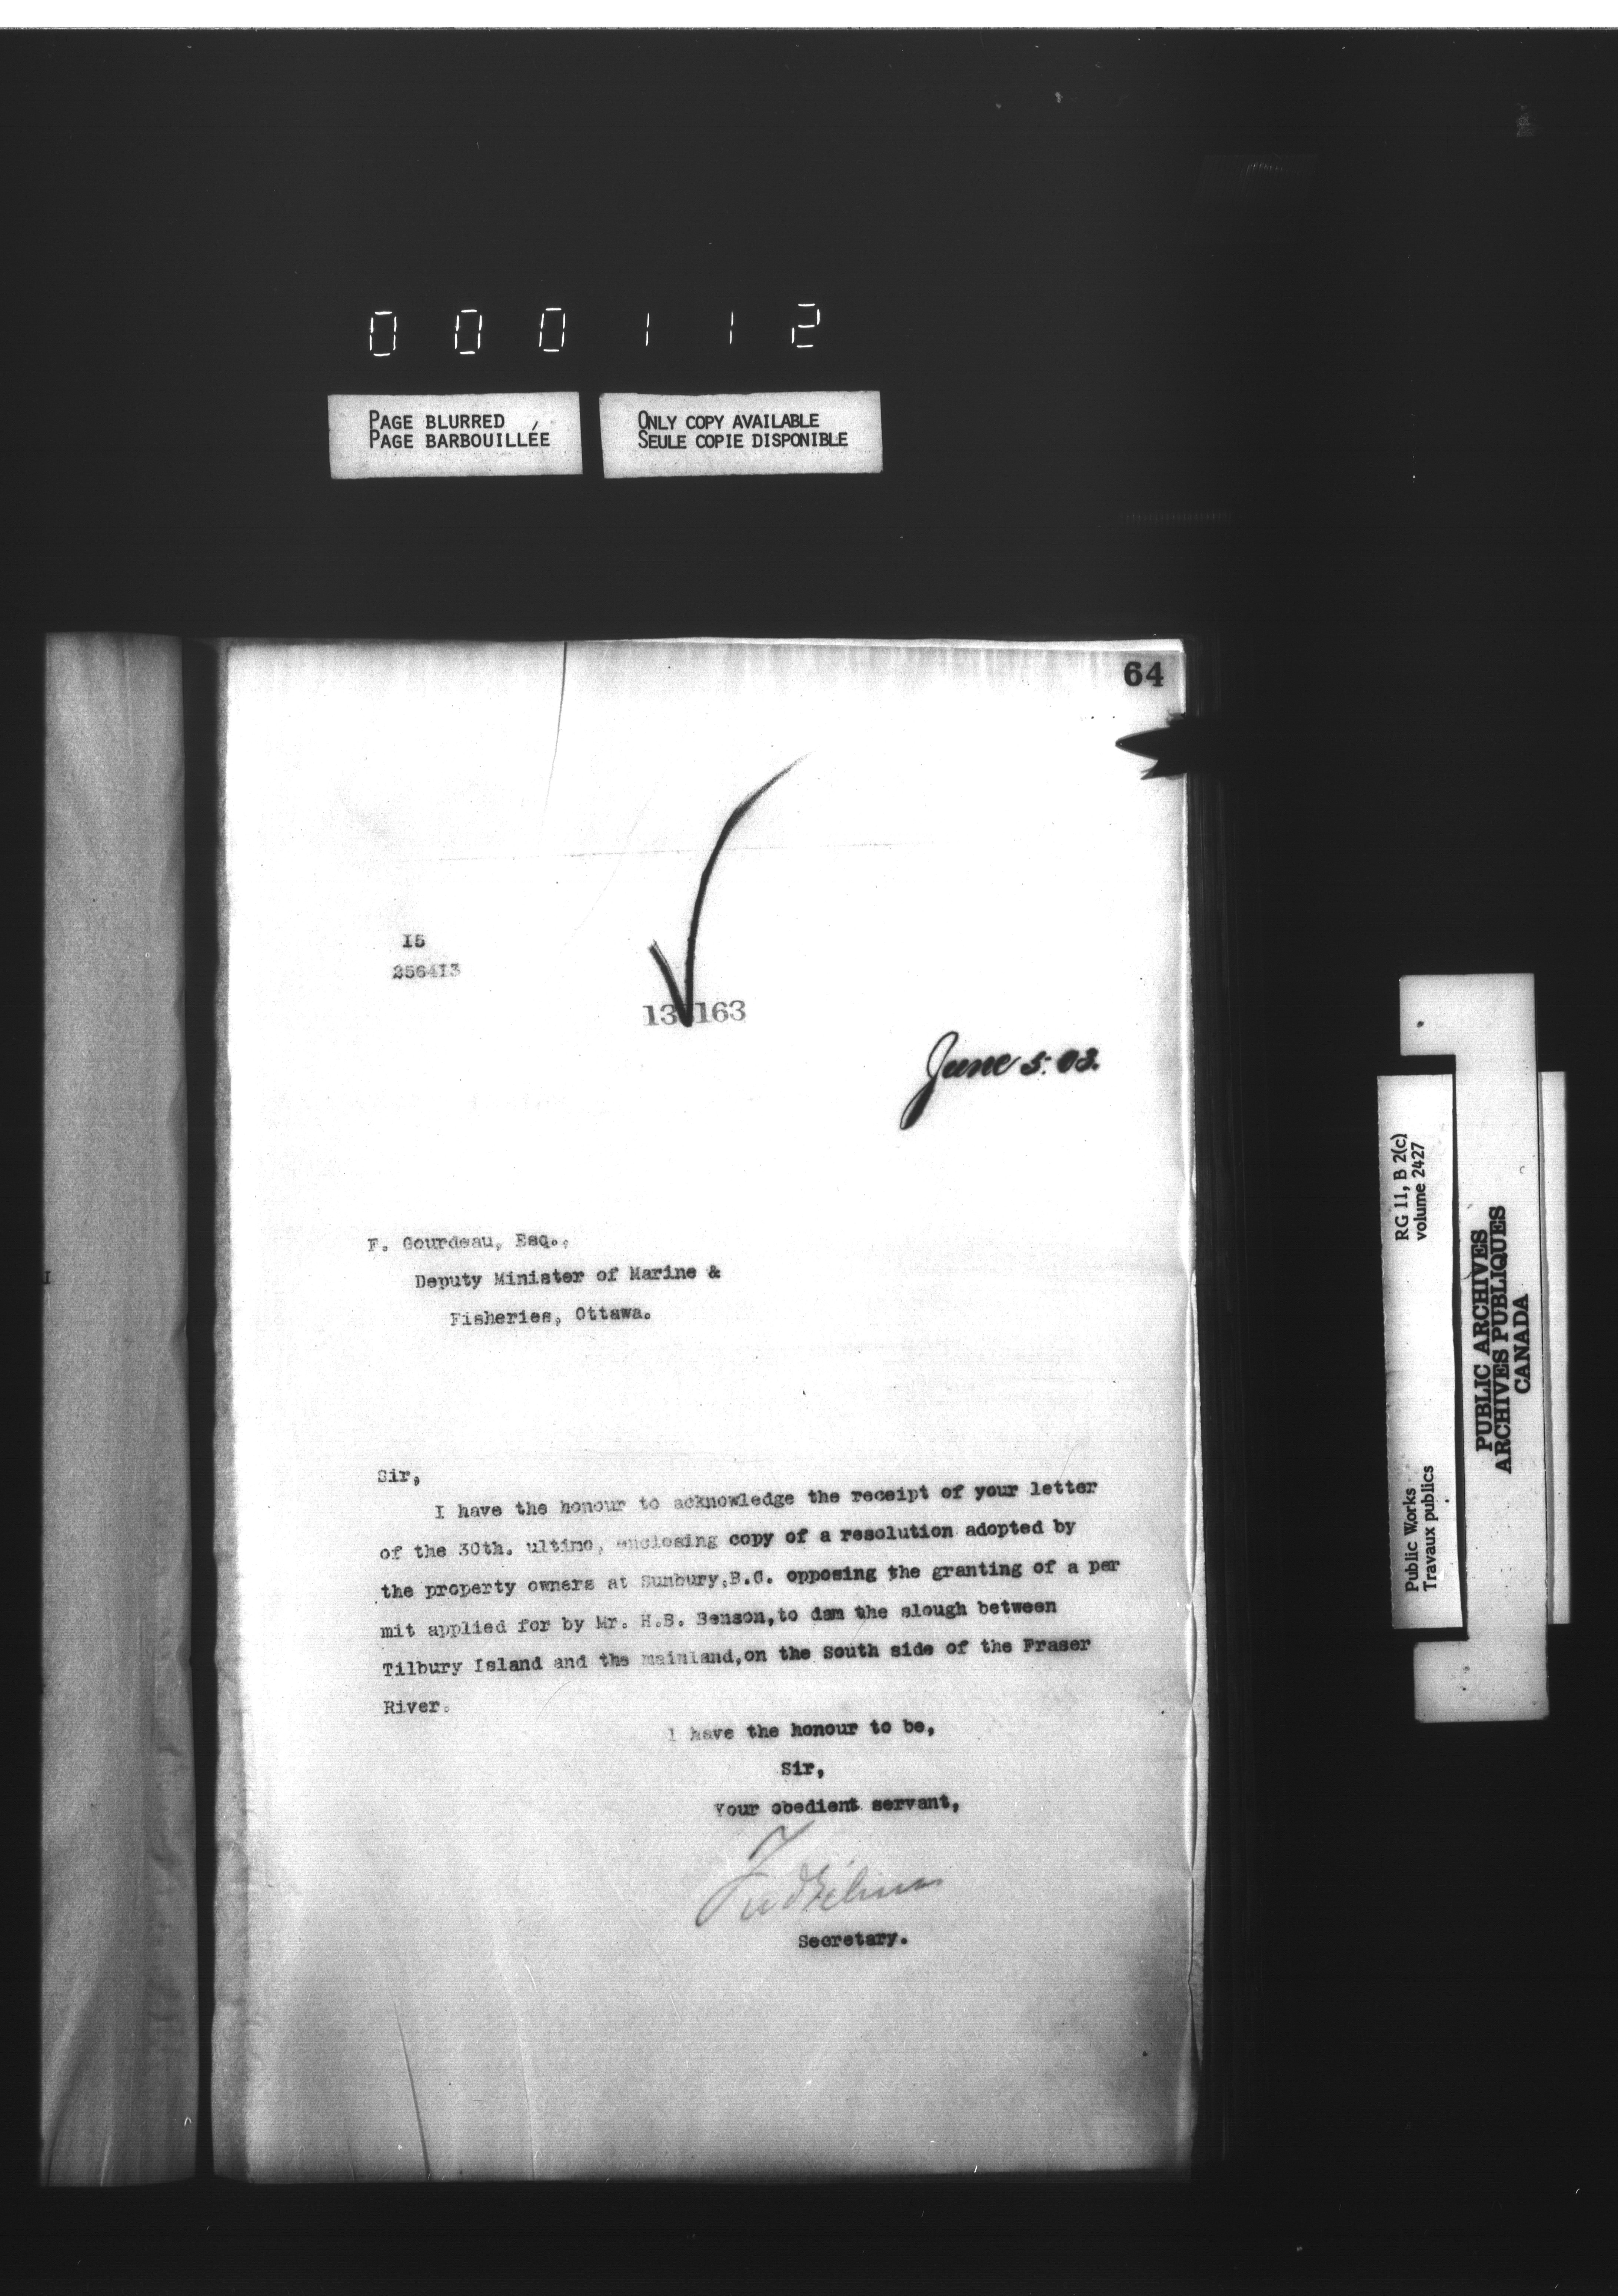 000112
PAGE BLURRED
PAGE BARBOUILLÉE
ONLY COPY AVAILABLE
SEULE COPIE DISPONIBLE
64
I5
2564I3
163
June 5. 03.
F. Gourdeau, Esq.,
Deputy Minister of Marine &
Fisheries, Ottawa.
Sir,
I have the honour to acknowledge the receipt of your letter
of the 30th. ultimo, enclosing copy of a resolution adopted by
the property owners at Sunbury,B.C. opposing the granting of a per
mit applied for by Mr. H.B. Benson,to dam the slough between
Tilbury Island and the mainland,on the South side of the Fraser
River.
I have the honour to be,
Sir,
Your obedient servant,
Secretary.
RG 11, B 2(c)
volume 2427
Public Works
Travaux publics
PUBLIC ARCHIVES
ARCHIVES PUBLIQUES
CANADA